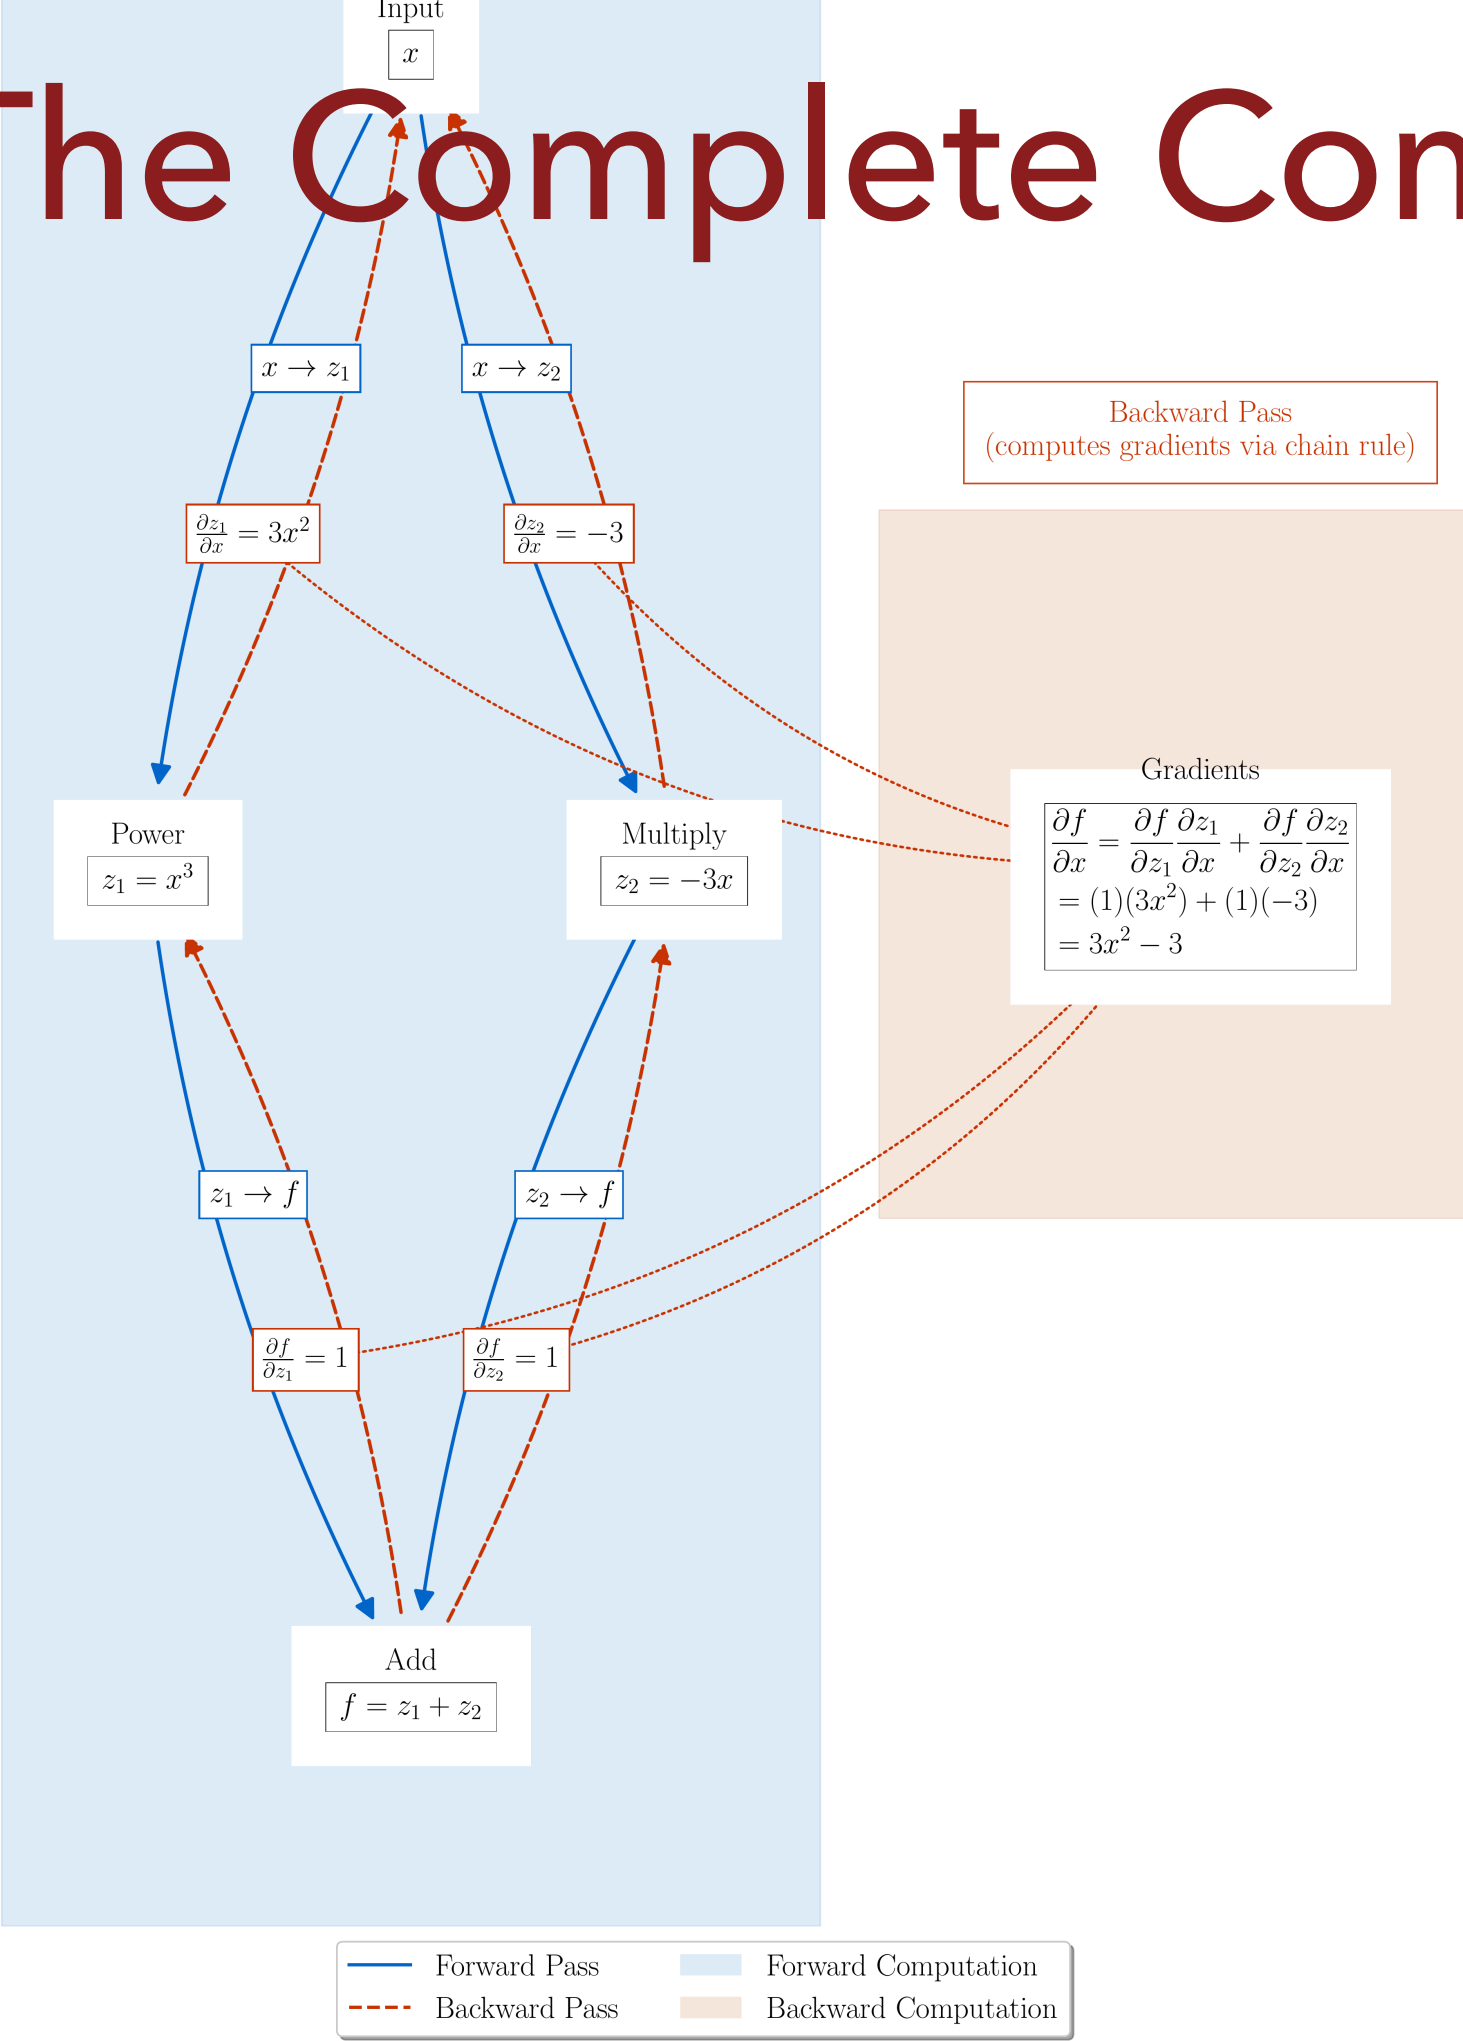 Input
x
The Complete Con
x → z₁
x → z₂
Backward Pass
(computes gradients via chain rule)
∂z₁/∂x = 3x²
∂z₂/∂x = −3
Gradients
∂f/∂x = ∂f/∂z₁ ∂z₁/∂x + ∂f/∂z₂ ∂z₂/∂x
= (1)(3x²) + (1)(−3)
= 3x² − 3
Power
z₁ = x³
Multiply
z₂ = −3x
z₁ → f
z₂ → f
∂f/∂z₁ = 1
∂f/∂z₂ = 1
Add
f = z₁ + z₂
Forward Pass
Backward Pass
Forward Computation
Backward Computation